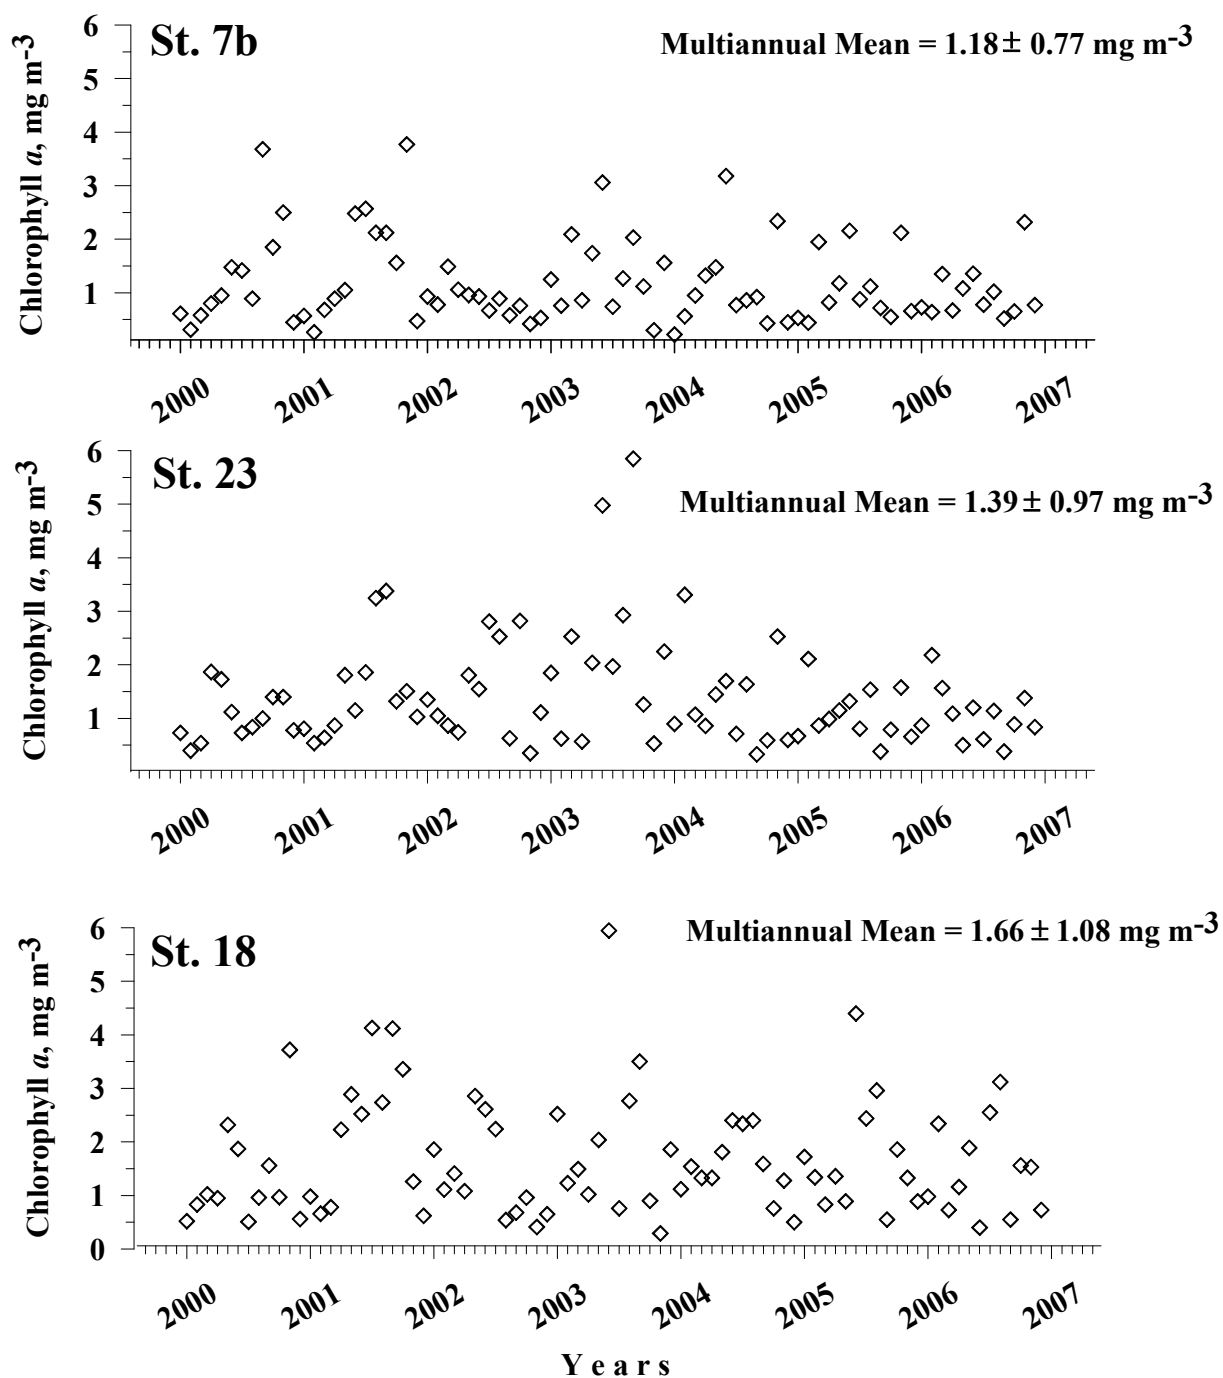 St. 7b
Multiannual Mean = 1.18 ± 0.77 mg m-3
Chlorophyll a, mg m-3
6
5
4
3
2
1
2000 2001 2002 2003 2004 2005 2006 2007
St. 23
Multiannual Mean = 1.39 ± 0.97 mg m-3
Chlorophyll a, mg m-3
6
5
4
3
2
1
2000 2001 2002 2003 2004 2005 2006 2007
St. 18
Multiannual Mean = 1.66 ± 1.08 mg m-3
Chlorophyll a, mg m-3
6
5
4
3
2
1
0
2000 2001 2002 2003 2004 2005 2006 2007
Years